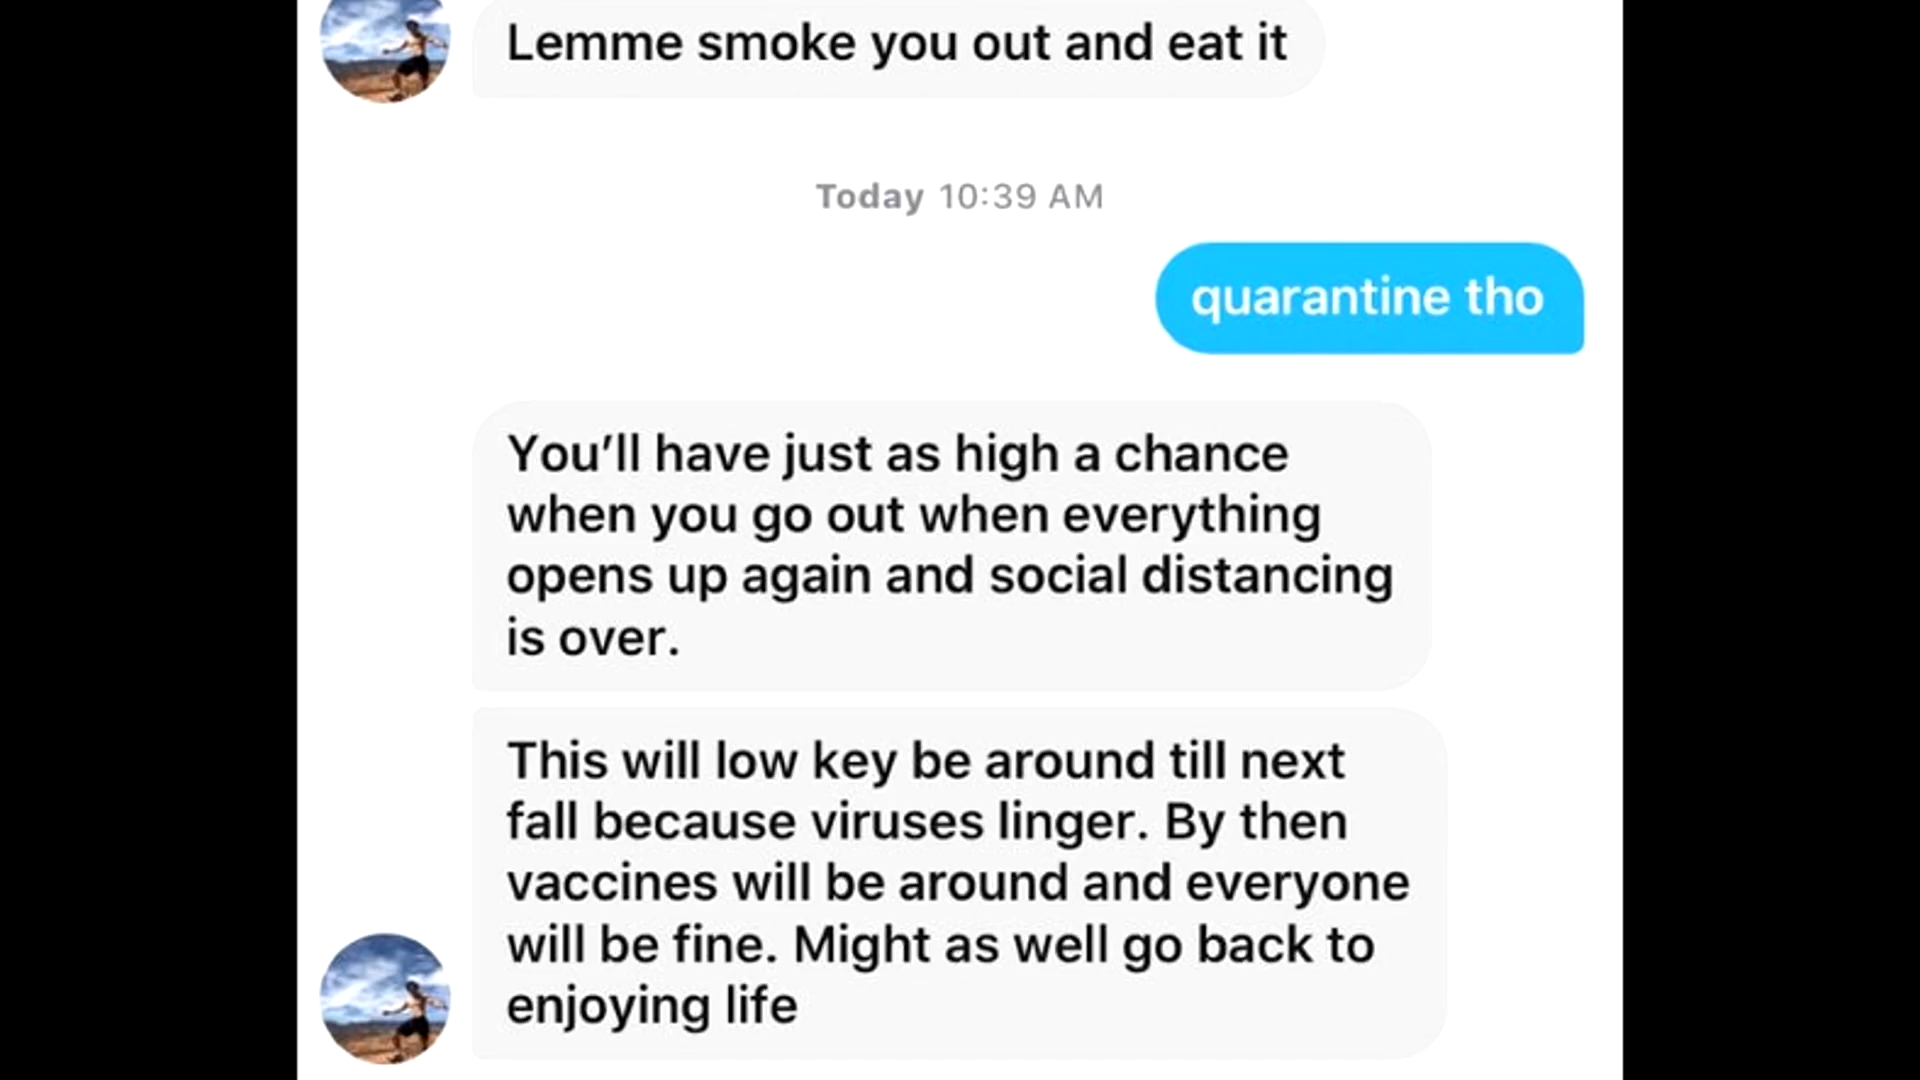 Lemme smoke you out and eat it
Today 10:39 AM
quarantine tho
You’ll have just as high a chance
when you go out when everything
opens up again and social distancing
is over.
This will low key be around till next
fall because viruses linger. By then
vaccines will be around and everyone
will be fine. Might as well go back to
enjoying life